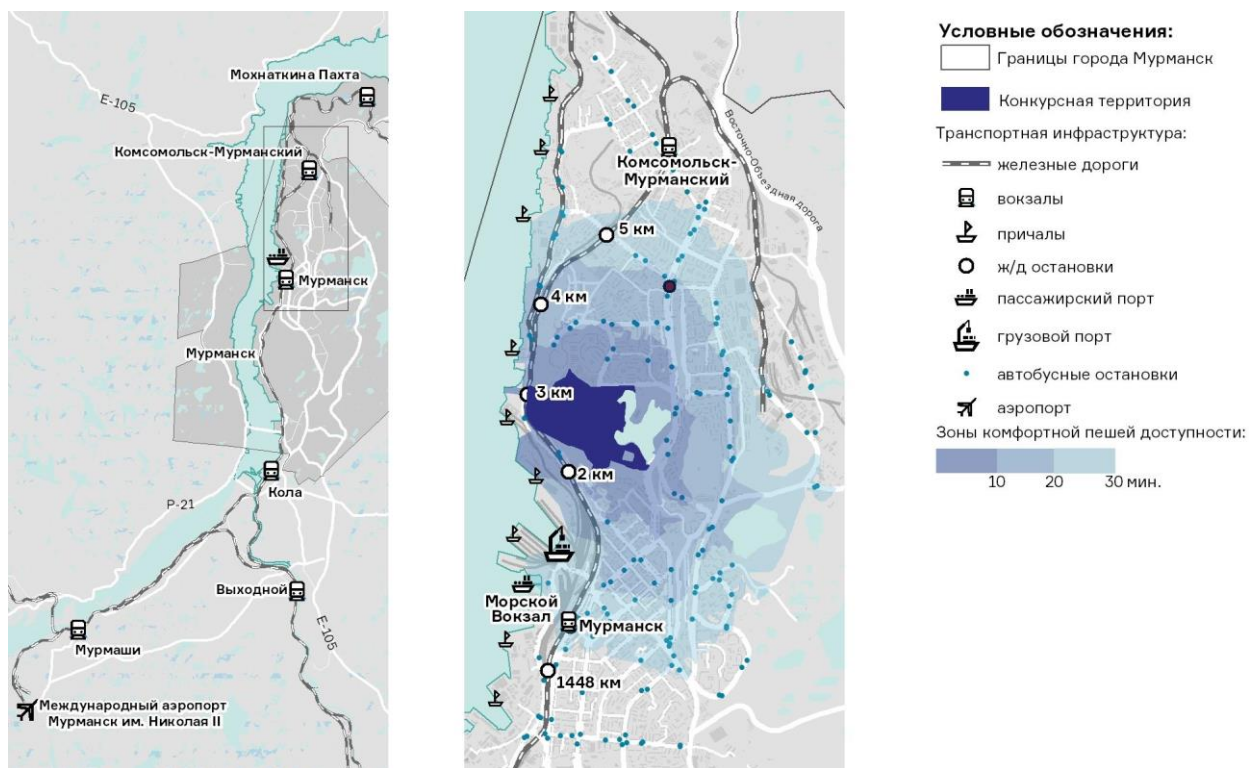 Мохнаткина Пахта
E-105
Комсомольск-Мурманский
Мурманск
Мурманск
Кола
P-21
Выходной
E-105
Мурмаши
Международный аэропорт
Мурманск им. Николая II
Комсомольск-
Мурманский
Восточно-Объездная дорога
5 км
4 км
3 км
2 км
Морской
Вокзал
Мурманск
1448 км
Условные обозначения:
Границы города Мурманск
Конкурсная территория
Транспортная инфраструктура:
железные дороги
вокзалы
причалы
ж/д остановки
пассажирский порт
грузовой порт
автобусные остановки
аэропорт
Зоны комфортной пешей доступности:
10 20 30 мин.